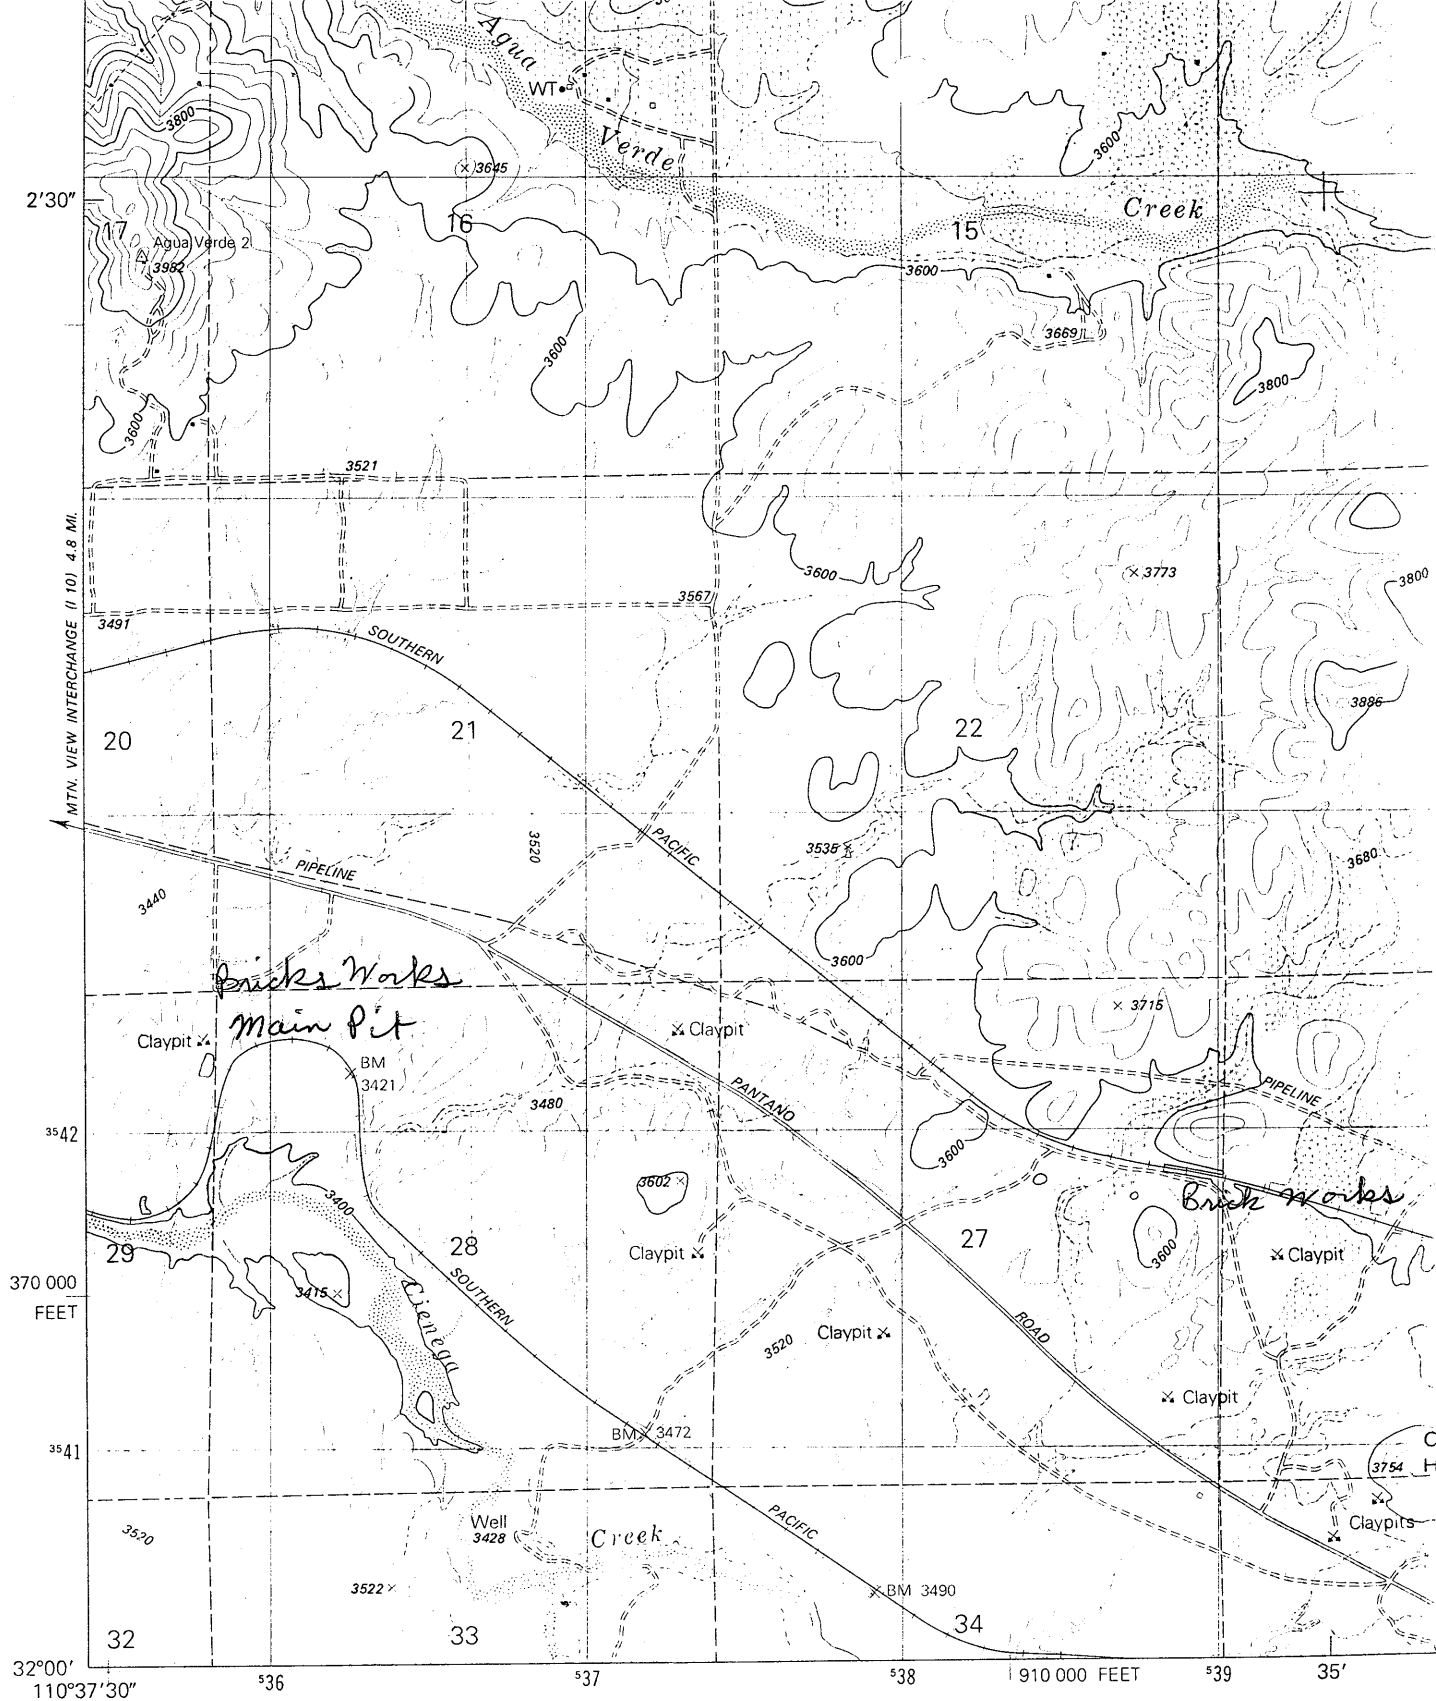 Agua
WT
Verde
3800
3600
3645
2'30"
Creek
17
16
15
Agua Verde 2
3982
3600
3669
3600
3800
3600
3521
MTN. VIEW INTERCHANGE (I 10) 4.8 MI.
3600
3773
3800
3567
3491
SOUTHERN
3886
20
21
22
PACIFIC
3520
3535
3680
PIPELINE
3440
3600
Bricks Works
Main Pit
3715
Claypit
Claypit
BM
3421
PANTANO
PIPELINE
3480
3542
3600
3602
3400
Brick Works
29
28
27
Claypit
3600
Claypit
370 000
FEET
3415
Cienega
SOUTHERN
Claypit
3520
ROAD
Claypit
BM 3472
3541
C
H
3754
PACIFIC
Well
3428
Creek
Claypits
3520
3522
BM 3490
32
33
34
32°00'
110°37'30"
536
537
538
910 000 FEET
539
35'